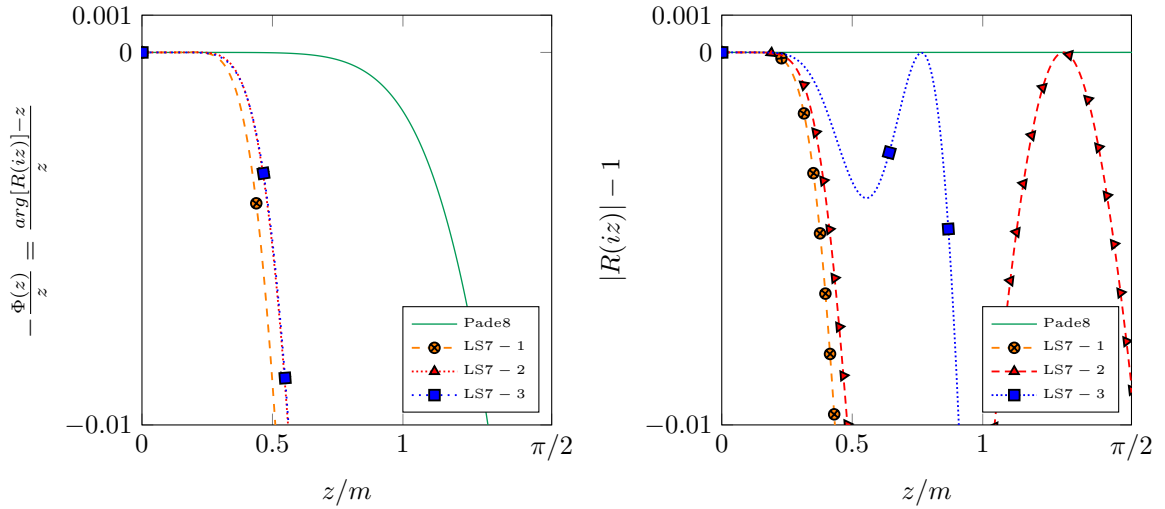 0.001
0
−0.01
0
0.5
1
π/2
z/m
−Φ(z)/z = arg[R(iz)]−z/z
Pade8
LS7 − 1
LS7 − 2
LS7 − 3
0.001
0
−0.01
0
0.5
1
π/2
z/m
|R(iz)| − 1
Pade8
LS7 − 1
LS7 − 2
LS7 − 3